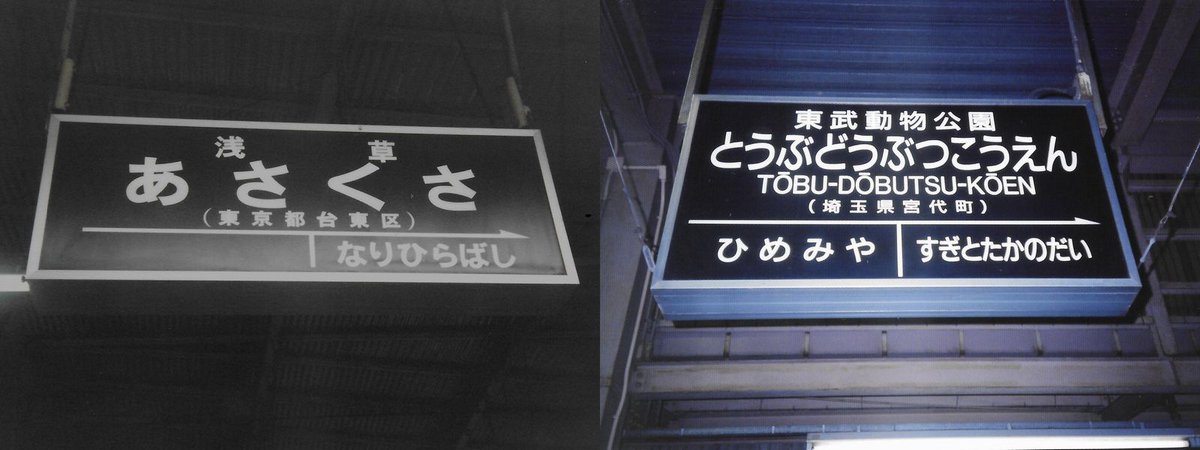 浅草
あさくさ
(東京都台東区)
なりひらばし
東武動物公園
とうぶどうぶつこうえん
TŌBU-DŌBUTSU-KŌEN
(埼玉県宮代町)
ひめみや すぎとたかのだい